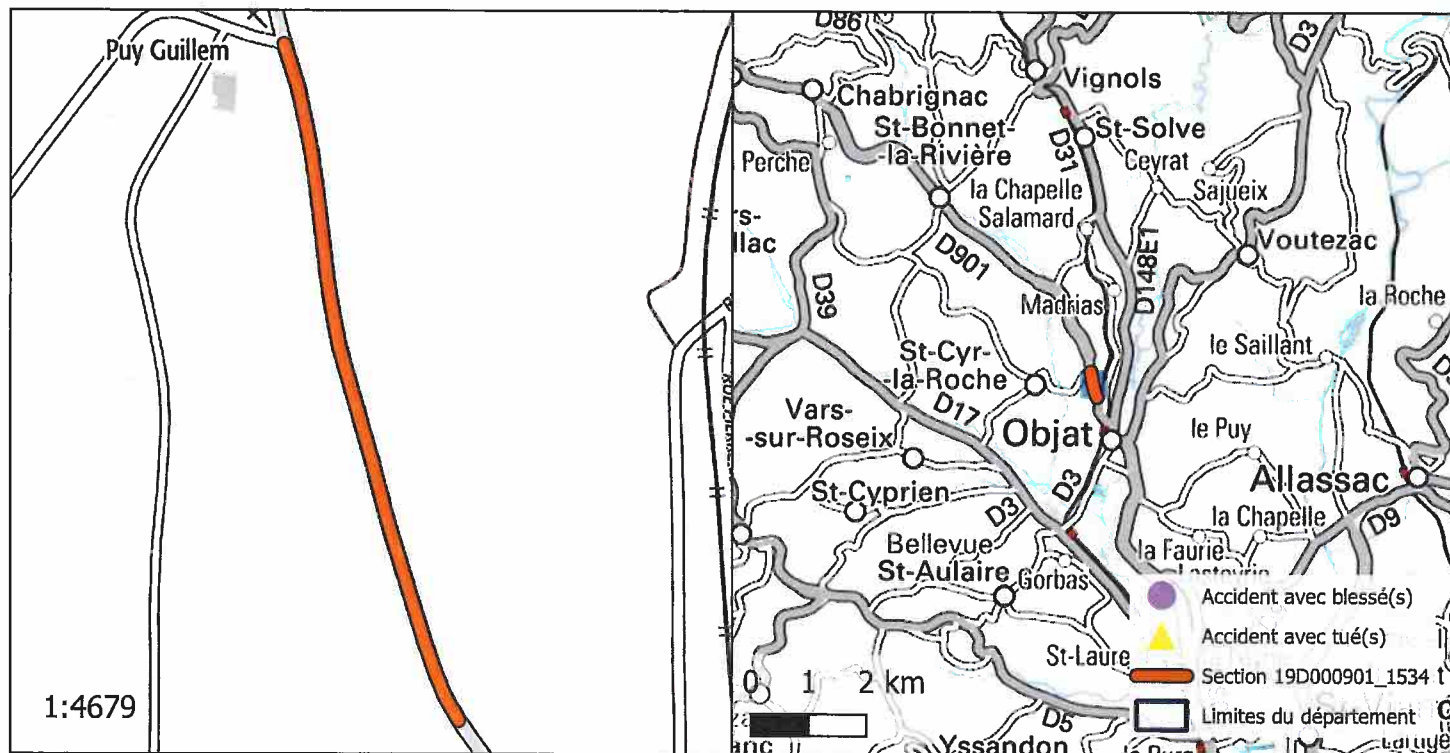 Puy Guillem
1:4679
D86
D3
Vignols
Chabrignac
St-Bonnet-
-la-Rivière
St-Solve
D31
Perche
Ceyrat
la Chapelle
Salamard
Sajueix
Voutezac
D901
D148E1
D39
Madrias
la Roche
St-Cyr-
-la-Roche
le Saillant
D17
Vars-
-sur-Roseix
Objat
le Puy
Allassac
St-Cyprien
D3
D3
la Chapelle
D9
Bellevue
la Faurie
St-Aulaire
Gorbas
St-Laure
0 1 2 km
D5
Yssandon
Accident avec blessé(s)
Accident avec tué(s)
Section 19D000901_1534 t
Limites du département